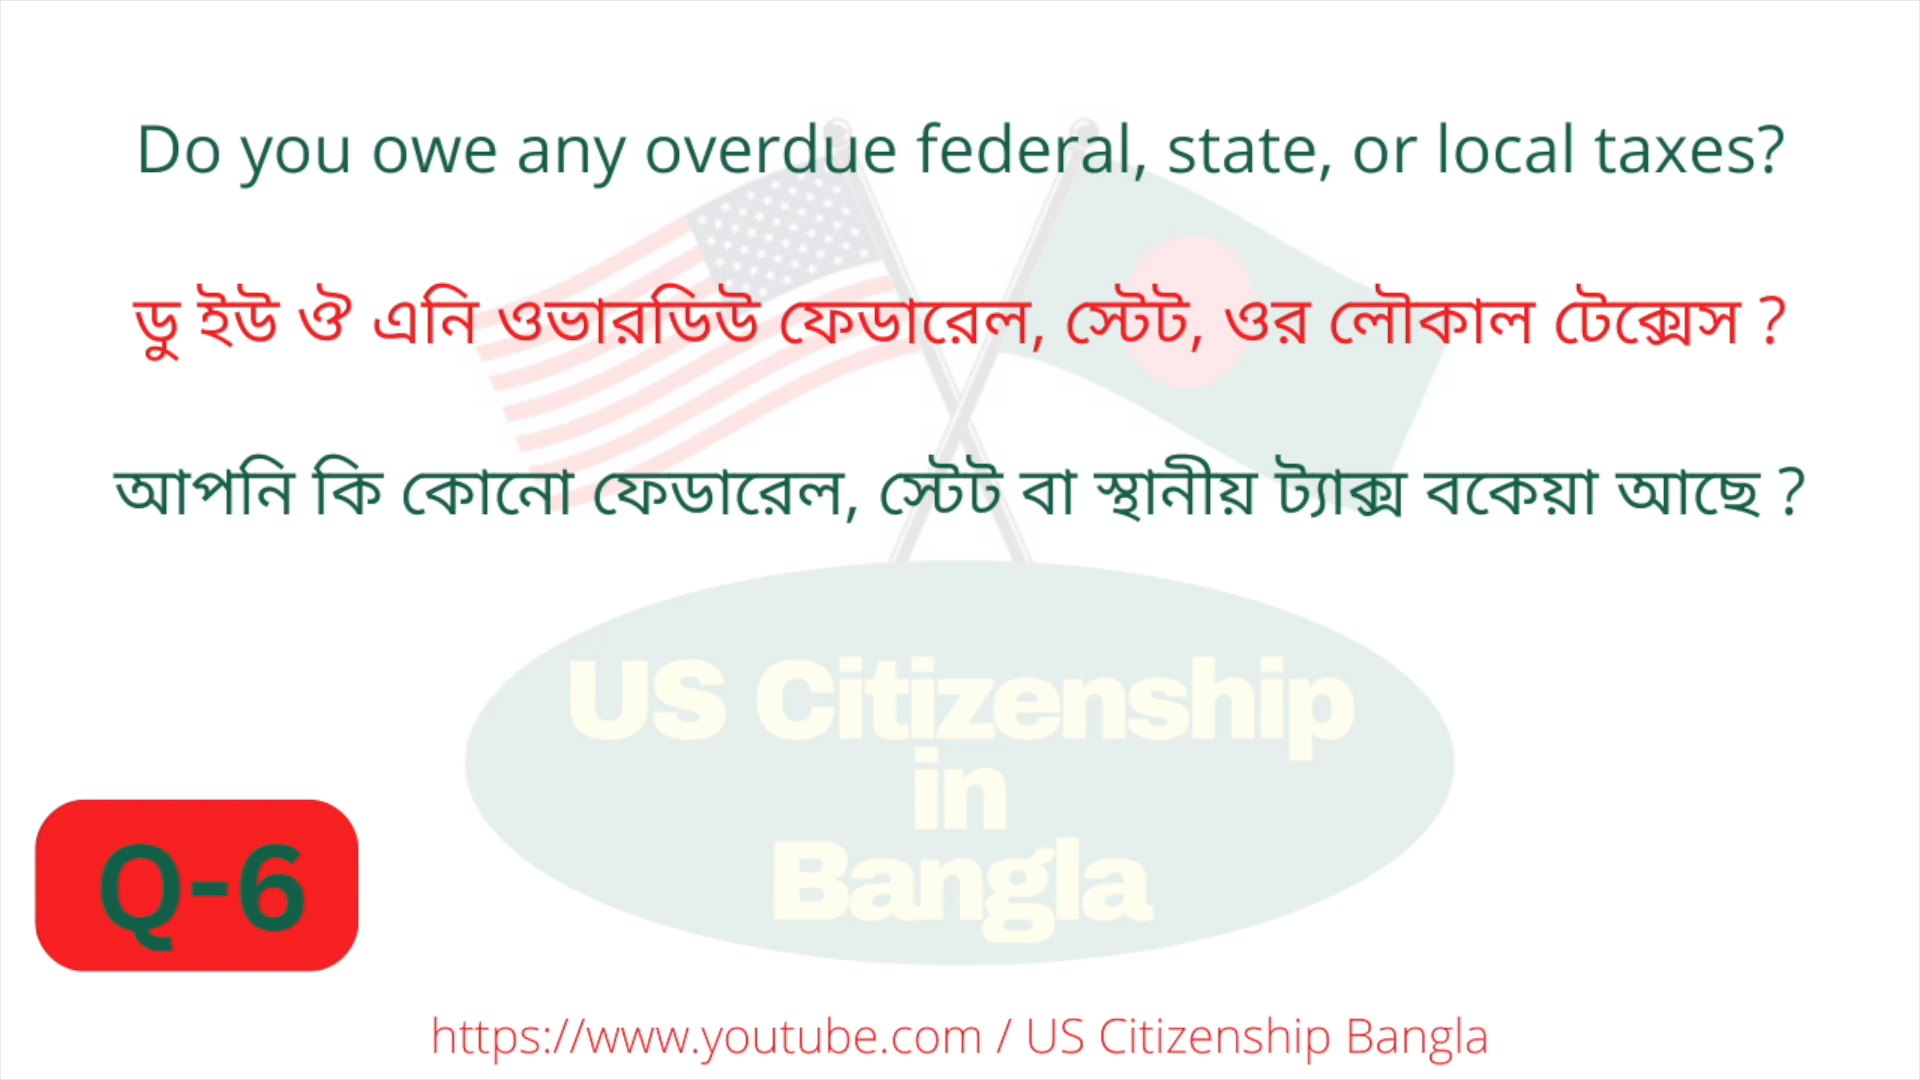 Do you owe any overdue federal, state, or local taxes?
ডু ইউ ঔ এনি ওভারডিউ ফেডারেল, স্টেট, ওর লৌকাল টেক্সেস ?
আপনি কি কোনো ফেডারেল, স্টেট বা স্থানীয় ট্যাক্স বকেয়া আছে ?
US Citizenship
in
Bangla
Q-6
https://www.youtube.com / US Citizenship Bangla